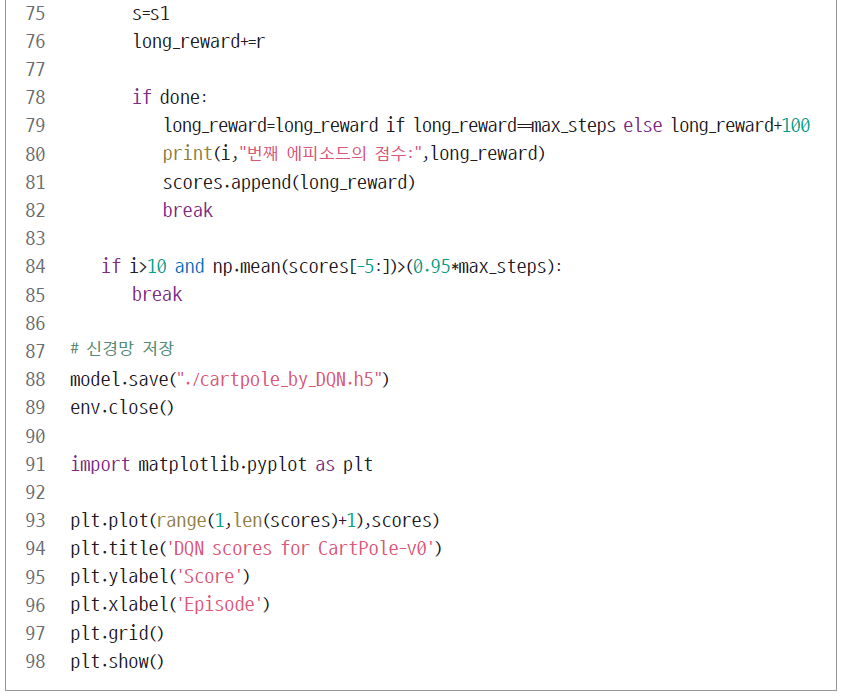 75 s=s1
76 long_reward+=r
77
78 if done:
79 long_reward=long_reward if long_reward==max_steps else long_reward+100
80 print(i,"번째 에피소드의 점수:",long_reward)
81 scores.append(long_reward)
82 break
83
84 if i>10 and np.mean(scores[-5:])>(0.95*max_steps):
85 break
86
87 # 신경망 저장
88 model.save("./cartpole_by_DQN.h5")
89 env.close()
90
91 import matplotlib.pyplot as plt
92
93 plt.plot(range(1,len(scores)+1),scores)
94 plt.title('DQN scores for CartPole-v0')
95 plt.ylabel('Score')
96 plt.xlabel('Episode')
97 plt.grid()
98 plt.show()